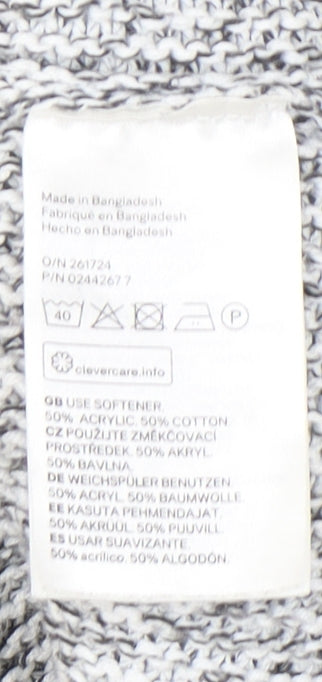 Made in Bangladesh
Fabriqué en Bangladesh
Hecho en Bangladesh
O/N 261724
P/N 0244267 7
40 P
clevercare.info
GB USE SOFTENER.
50% ACRYLIC. 50% COTTON
CZ POUŽIJTE ZMĚKČOVACÍ
PROSTŘEDEK. 50% AKRYL.
50% BAVLNA.
DE WEICHSPÜLER BENUTZEN.
50% ACRYL. 50% BAUMWOLLE.
EE KASUTA PEHMENDAJAT.
50% AKRÜÜL. 50% PUUVILL.
ES USAR SUAVIZANTE.
50% acrílico. 50% ALGODÓN.